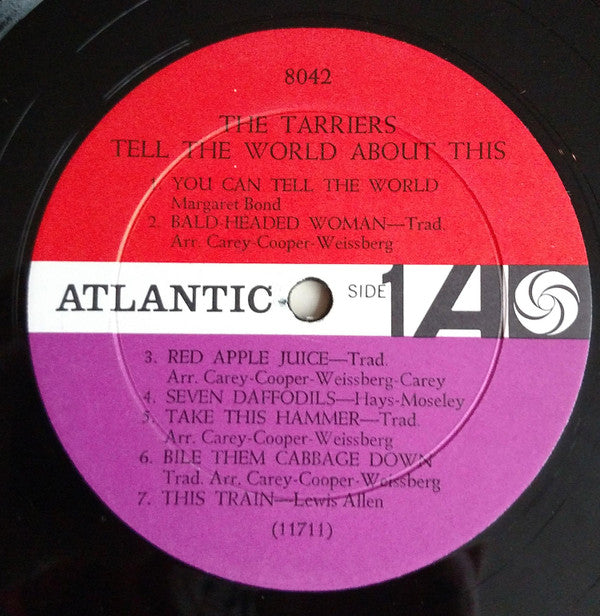 8042
THE TARRIERS
TELL THE WORLD ABOUT THIS
1. YOU CAN TELL THE WORLD
Margaret Bond
2. BALD-HEADED WOMAN—Trad.
Arr. Carey-Cooper-Weissberg
ATLANTIC SIDE 1 A
3. RED APPLE JUICE—Trad.
Arr. Carey-Cooper-Weissberg-Carey
4. SEVEN DAFFODILS—Hays-Moseley
5. TAKE THIS HAMMER—Trad.
Arr. Carey-Cooper-Weissberg
6. BILE THEM CABBAGE DOWN
Trad. Arr. Carey-Cooper-Weissberg
7. THIS TRAIN—Lewis Allen
(11711)